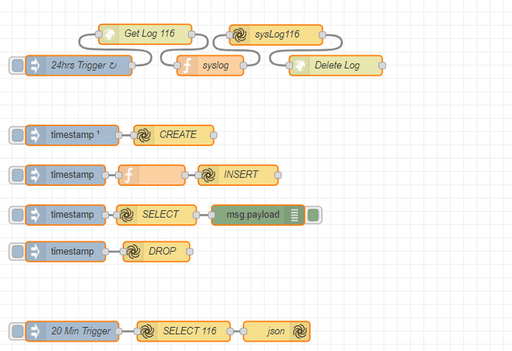 Get Log 116
sysLog116
24hrs Trigger ↻
syslog
Delete Log
timestamp ¹
CREATE
timestamp
INSERT
timestamp
SELECT
msg.payload
timestamp
DROP
20 Min Trigger
SELECT 116
json